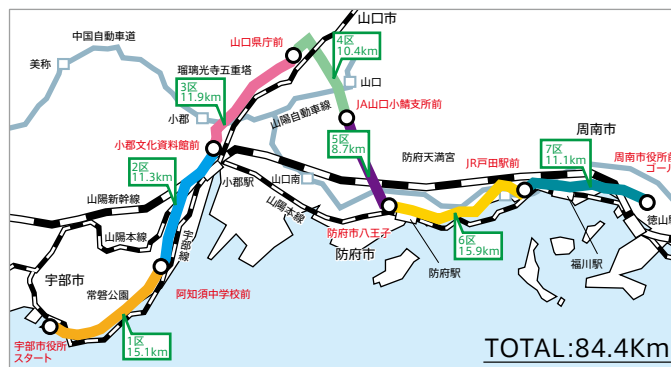 山口市
中国自動車道
山口県庁前
4区
10.4km
美祢
瑠璃光寺五重塔
3区
11.9km
山口
小郡
山陽自動車線
JA山口小鯖支所前
小郡文化資料館前
5区
8.7km
周南市
防府天満宮
JR戸田駅前
7区
11.1km
周南市役所前
ゴール
2区
11.3km
小郡駅
山口南
山陽新幹線
山陽本線
山陽本線
徳山駅
宇部線
防府市八王子
6区
15.9km
防府市
防府駅
福川駅
宇部市
常磐公園
阿知須中学校前
宇部市役所
スタート
1区
15.1km
TOTAL:84.4Km